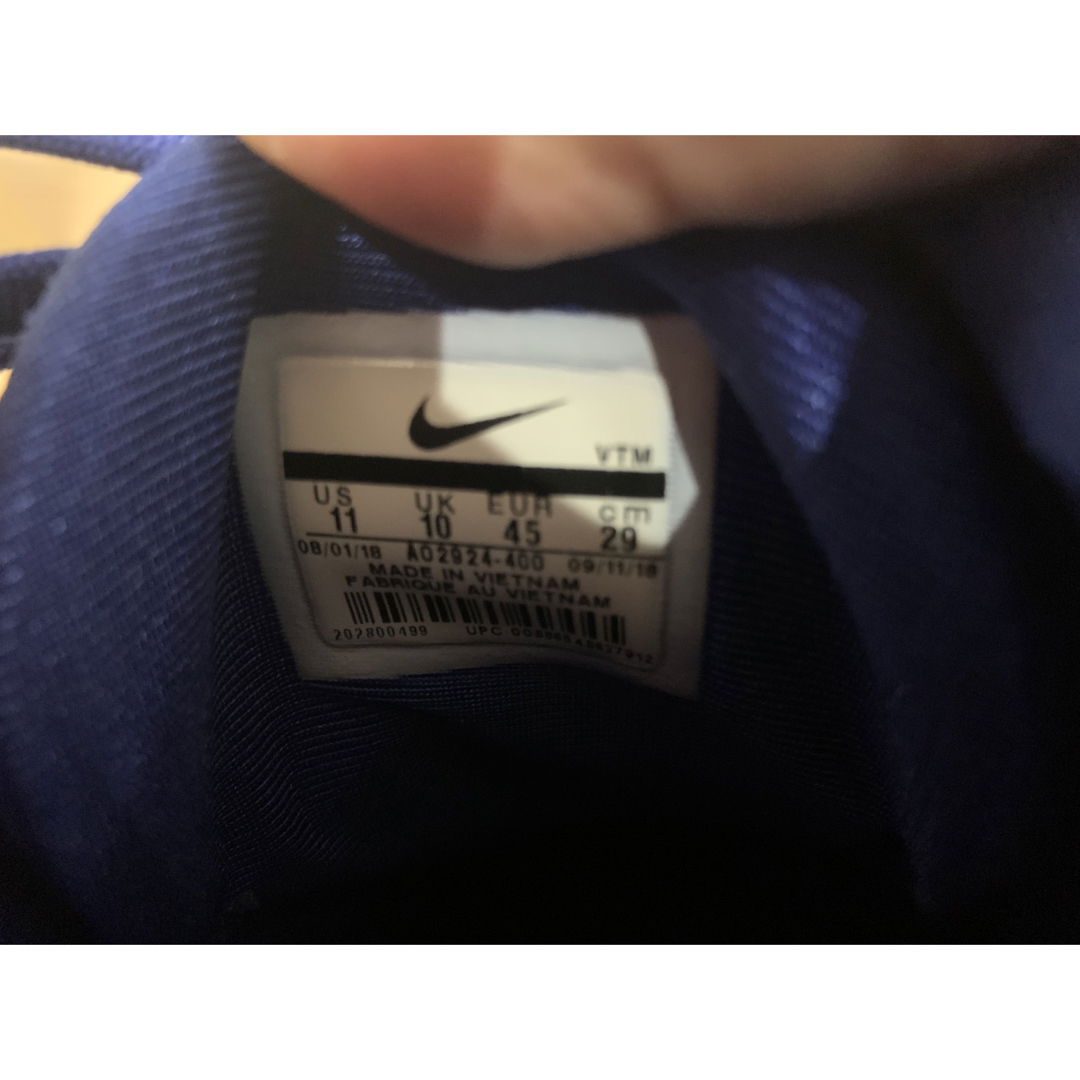 VTM
US UK EUR cm
11 10 45 29
08/01/18 AO2924-400 09/11/18
MADE IN VIETNAM
FABRIQUE AU VIETNAM
202800499 UPC